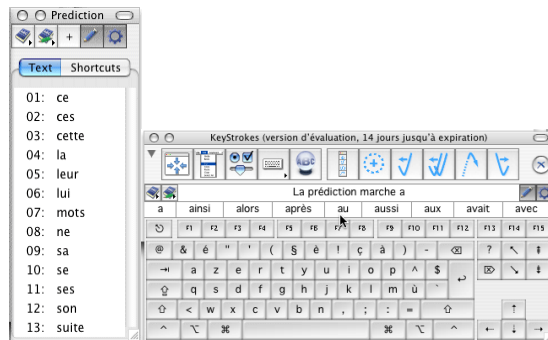 Prediction
+
Text Shortcuts
01: ce
02: ces
03: cette
04: la
05: leur
06: lui
07: mots
08: ne
09: sa
10: se
11: ses
12: son
13: suite
KeyStrokes (version d'évaluation, 14 jours jusqu'à expiration)
ABC
La prédiction marche a
a ainsi alors après au aussi aux avait avec
F1 F2 F3 F4 F5 F6 F7 F8 F9 F10 F11 F12 F13 F14 F15
@ & é " ' ( § è ! ç à ) - ?
a z e r t y u i o p ^ $
q s d f g h j k l m ù `
< w x c v b n , ; : =